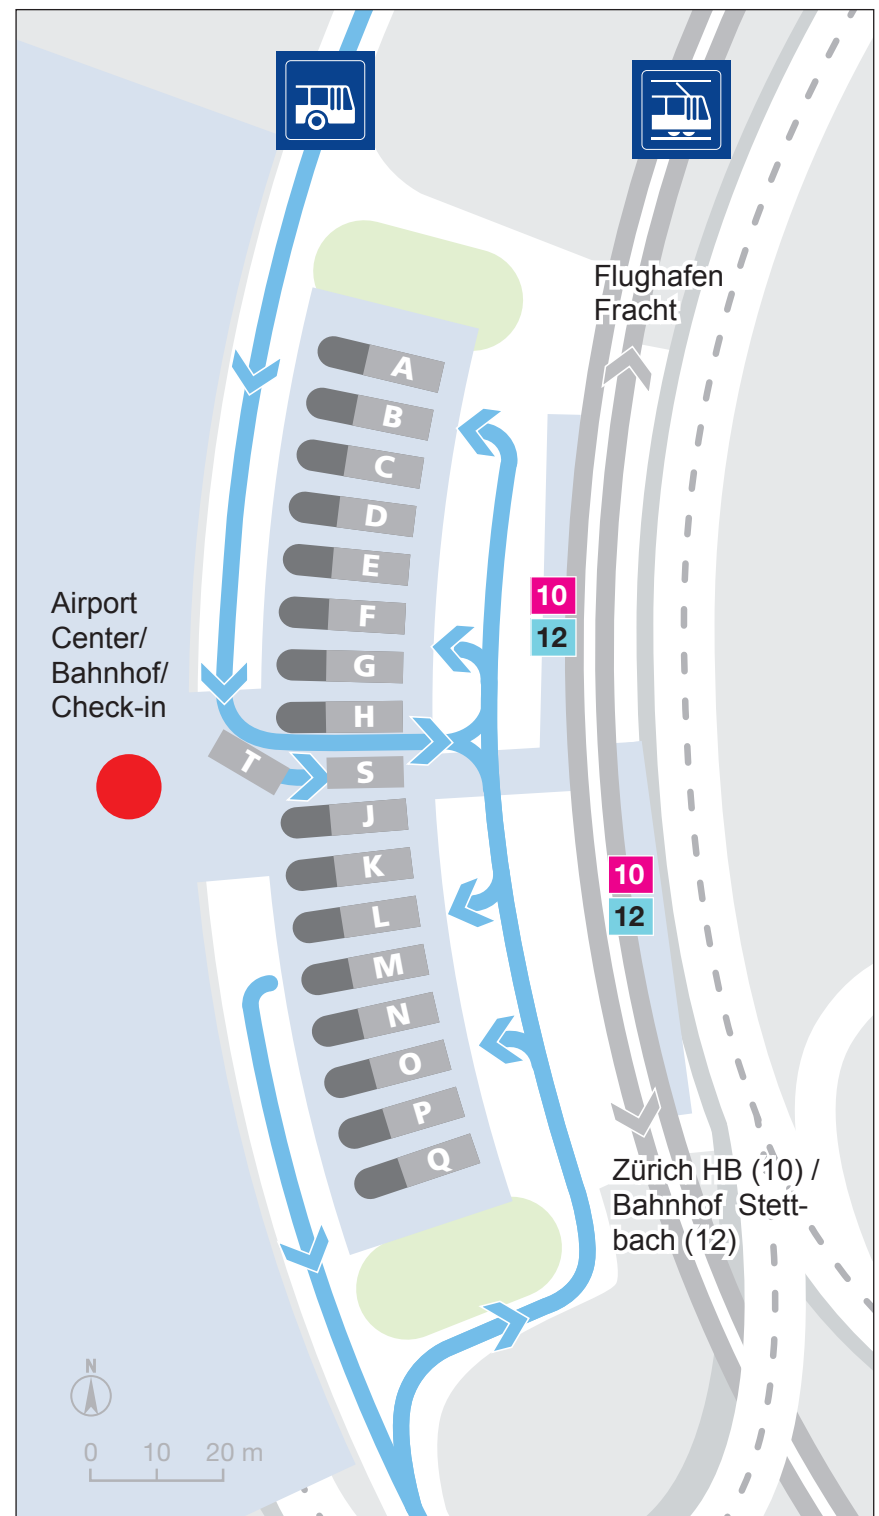 Flughafen
Fracht
A
B
C
D
E
F
G
H
T
S
J
K
L
M
N
O
P
Q
Airport
Center/
Bahnhof/
Check-in
10
12
10
12
Zürich HB (10) /
Bahnhof Stett-
bach (12)
N
0 10 20 m